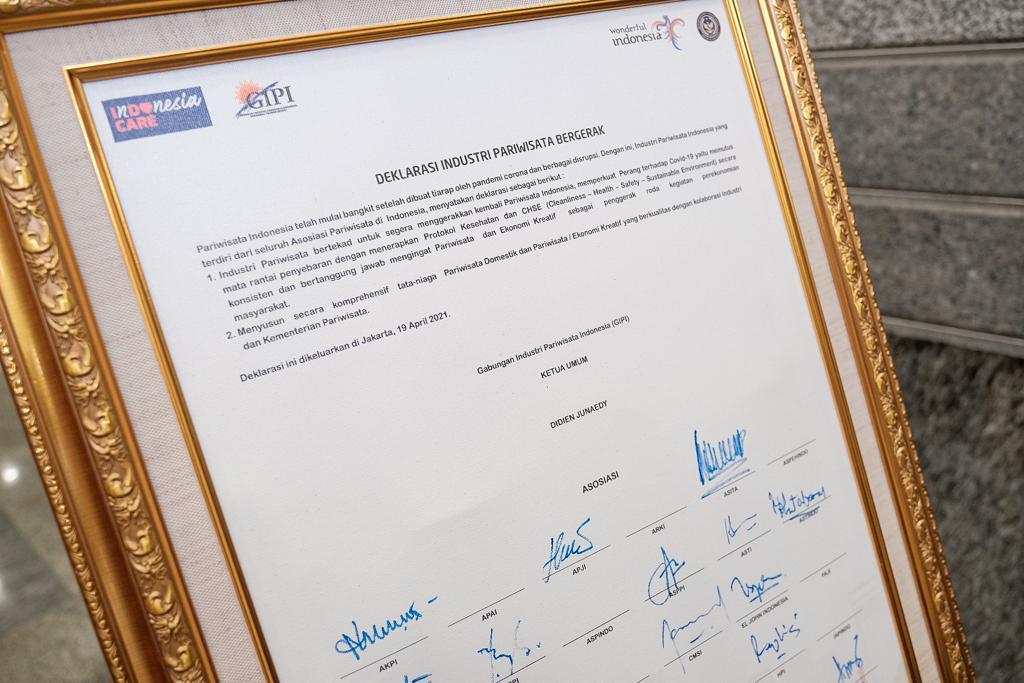 INDONESIA
CARE
GIPI
wonderful
indonesia
DEKLARASI INDUSTRI PARIWISATA BERGERAK
Pariwisata Indonesia telah mulai bangkit setelah dibuat tiarap oleh pandemi corona dan berbagai disrupsi. Dengan ini, Industri Pariwisata Indonesia yang
terdiri dari seluruh Asosiasi Pariwisata di Indonesia, menyatakan deklarasi sebagai berikut :
1. Industri Pariwisata bertekad untuk segera menggerakkan kembali Pariwisata Indonesia, memperkuat Perang terhadap Covid-19 yaitu memutus
mata rantai penyebaran dengan menerapkan Protokol Kesehatan dan CHSE (Cleanliness – Health – Safety – Sustainable Environment) secara
konsisten dan bertanggung jawab mengingat Pariwisata dan Ekonomi Kreatif sebagai penggerak roda kegiatan perekonomian
masyarakat.
2. Menyusun secara komprehensif tata-niaga Pariwisata Domestik dan Pariwisata / Ekonomi Kreatif yang berkualitas dengan kolaborasi industri
dan Kementerian Pariwisata.
Deklarasi ini dikeluarkan di Jakarta, 19 April 2021.
Gabungan Industri Pariwisata Indonesia (GIPI)
KETUA UMUM
DIDIEN JUNAEDY
ASOSIASI
AKPI
APAI
APJI
ARKI
ASITA
ASPEHINDO
ASPINDO
ASPPI
ASTI
ASTINDO
CMSI
EL JOHN INDONESIA
FAJI
HPI